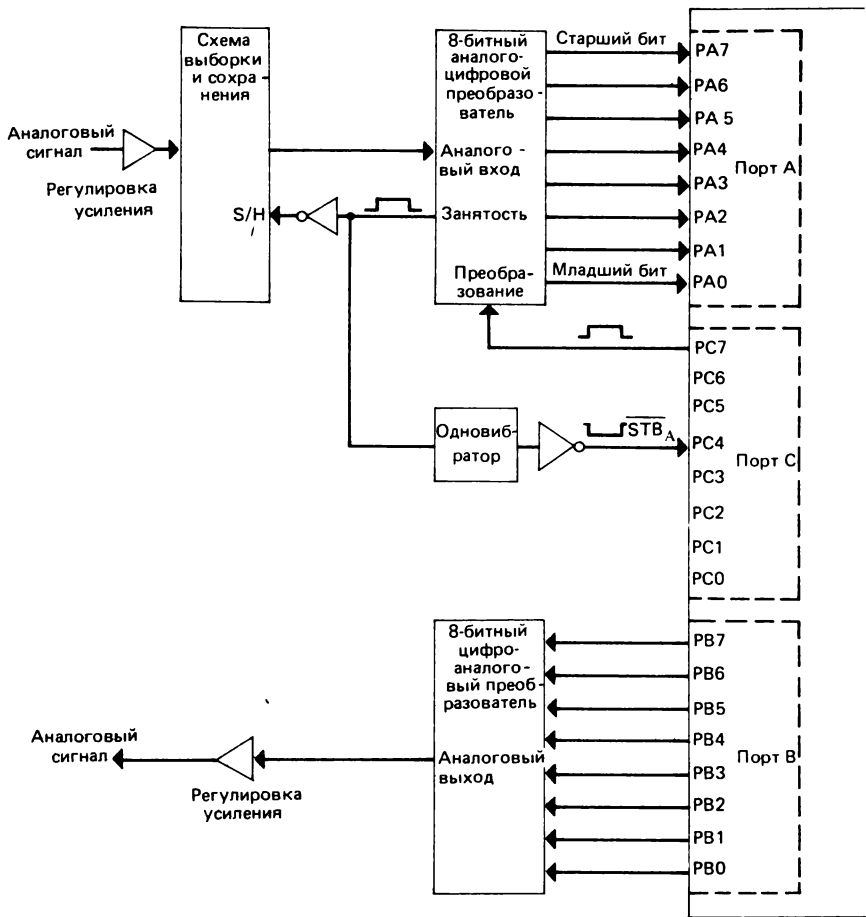 Схема
выборки
и сохра-
нения
Аналоговый
сигнал
Регулировка
усиления
S/H
8-битный
аналого-
цифровой
преобразо-
ватель
Аналого-
вый вход
Занятость
Преобра-
зование
Старший бит
Младший бит
PA7
PA6
PA 5
PA4
PA3
PA2
PA1
PA0
Порт А
PC7
PC6
PC5
PC4
PC3
PC2
PC1
PC0
Порт С
Одновиб-
ратор
STB A
8-битный
цифро-
аналого-
вый преоб-
разователь
Аналоговый
выход
Аналоговый
сигнал
Регулировка
усиления
PB7
PB6
PB5
PB4
PB3
PB2
PB1
PB0
Порт В